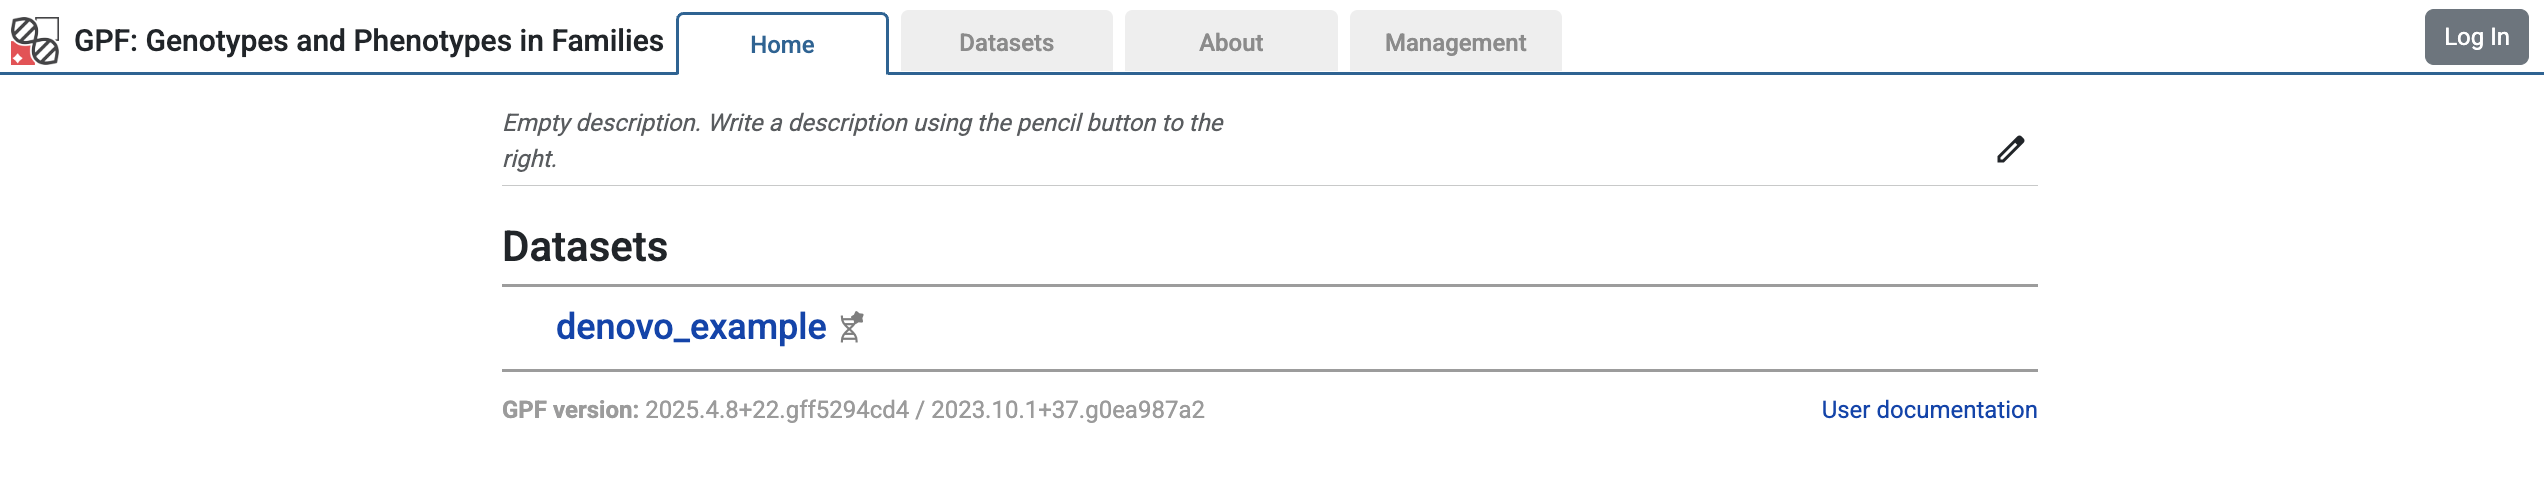 GPF: Genotypes and Phenotypes in Families
Home
Datasets
About
Management
Log In
Empty description. Write a description using the pencil button to the
right.
Datasets
denovo_example
GPF version: 2025.4.8+22.gff5294cd4 / 2023.10.1+37.g0ea987a2
User documentation